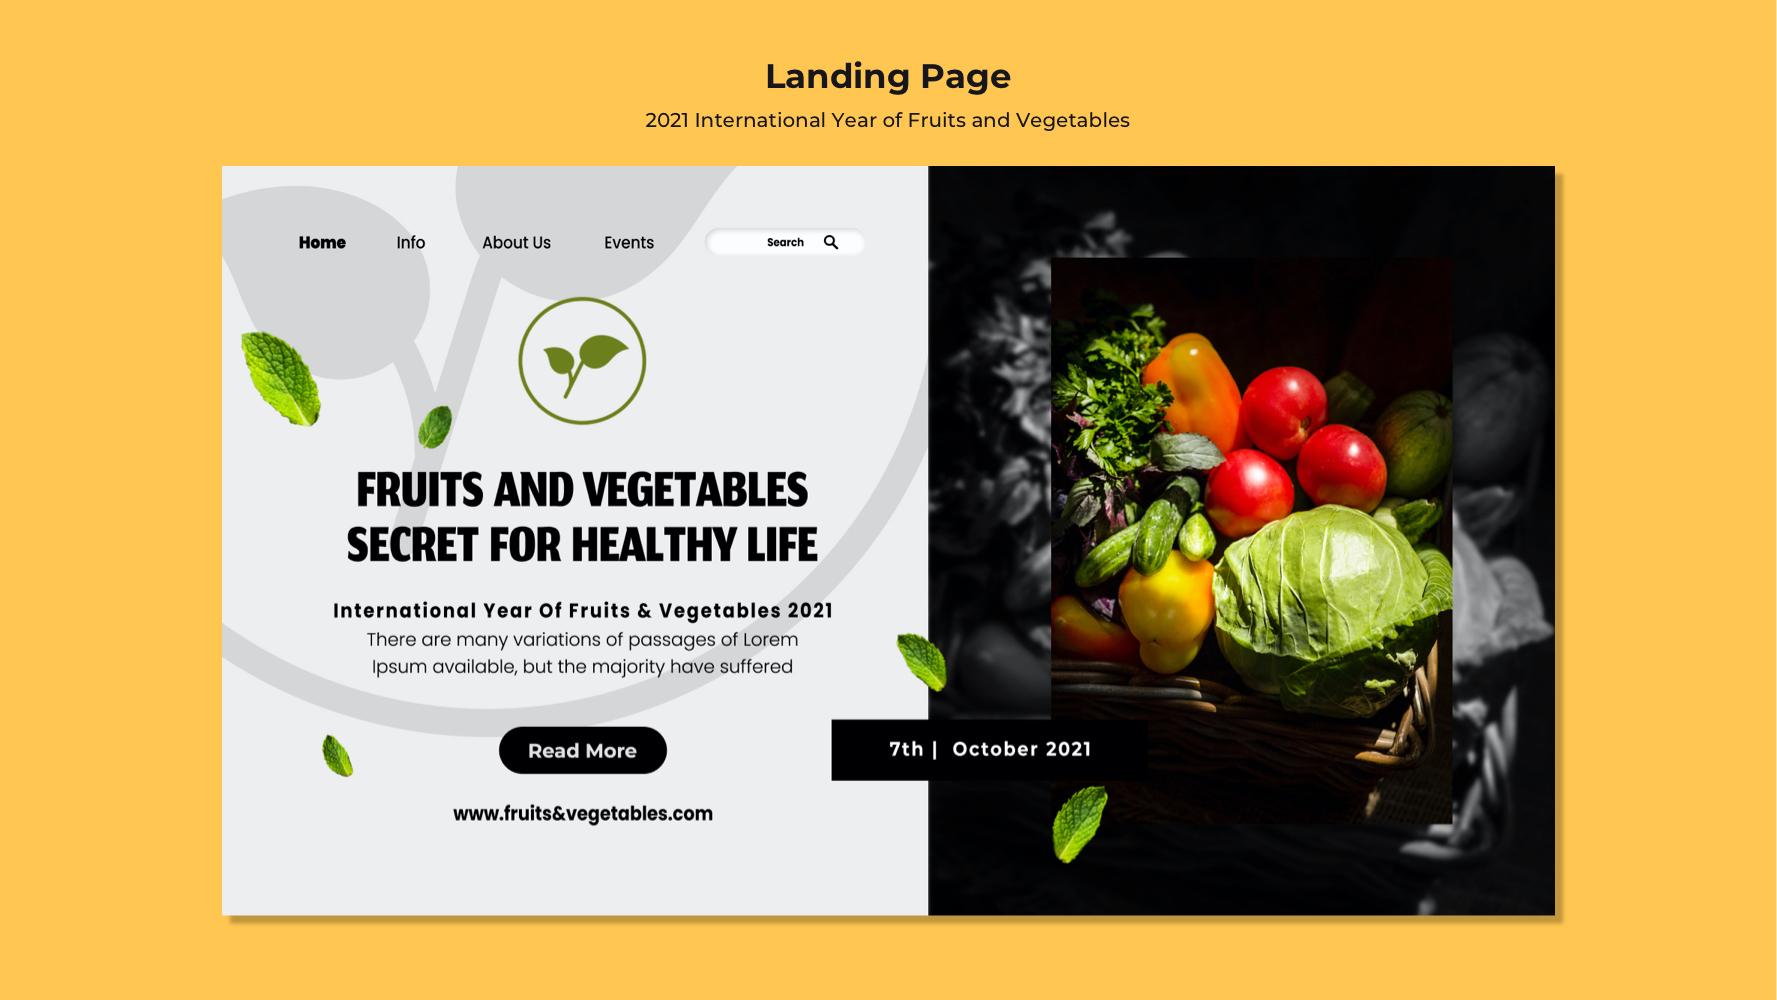 Landing Page
2021 International Year of Fruits and Vegetables
Home Info About Us Events Search
FRUITS AND VEGETABLES
SECRET FOR HEALTHY LIFE
International Year Of Fruits & Vegetables 2021
There are many variations of passages of Lorem
Ipsum available, but the majority have suffered
Read More
7th | October 2021
www.fruits&vegetables.com